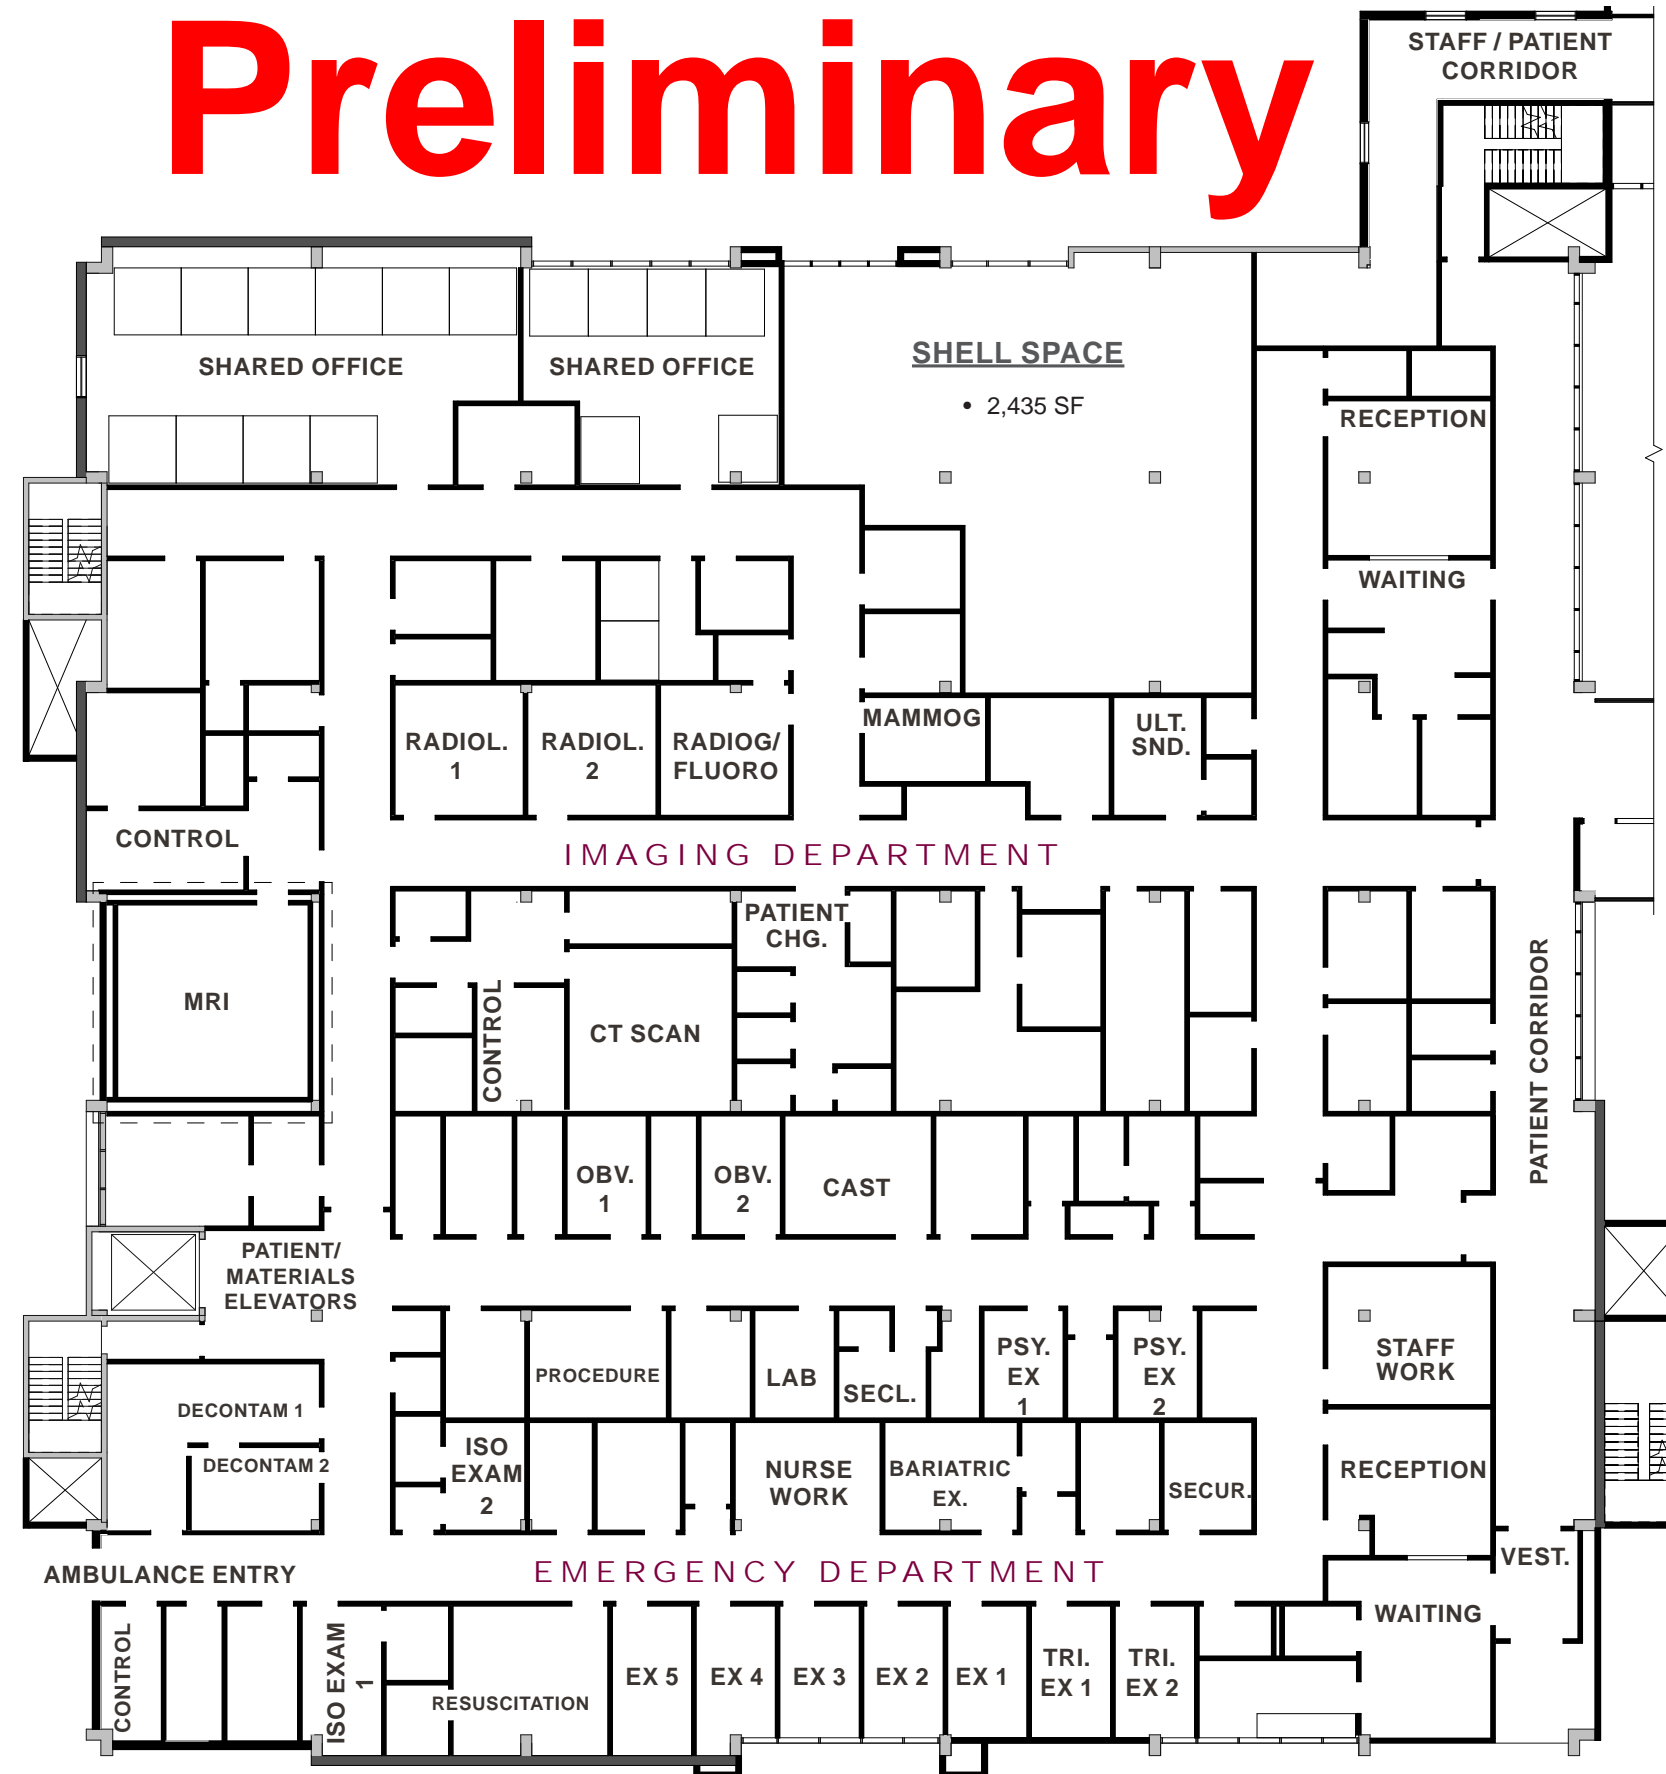 Preliminary
STAFF / PATIENT
CORRIDOR
SHARED OFFICE
SHARED OFFICE
SHELL SPACE
• 2,435 SF
RECEPTION
WAITING
RADIOL.
1
RADIOL.
2
RADIOG/
FLUORO
MAMMOG
ULT.
SND.
CONTROL
IMAGING DEPARTMENT
PATIENT
CHG.
MRI
CONTROL
CT SCAN
PATIENT CORRIDOR
OBV.
1
OBV.
2
CAST
PATIENT/
MATERIALS
ELEVATORS
PROCEDURE
LAB
SECL.
PSY.
EX
1
PSY.
EX
2
STAFF
WORK
DECONTAM 1
DECONTAM 2
ISO
EXAM
2
NURSE
WORK
BARIATRIC
EX.
SECUR.
RECEPTION
AMBULANCE ENTRY
EMERGENCY DEPARTMENT
VEST.
WAITING
CONTROL
ISO EXAM
1
RESUSCITATION
EX 5
EX 4
EX 3
EX 2
EX 1
TRI.
EX 1
TRI.
EX 2